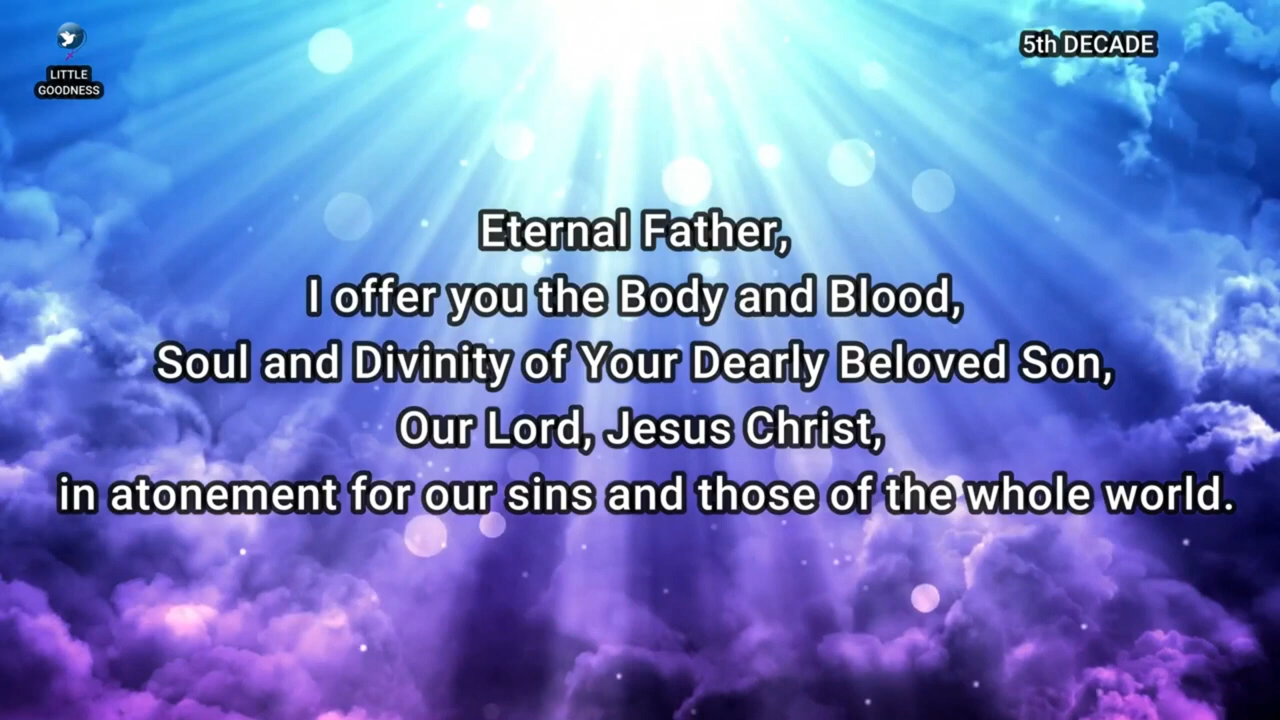 LITTLE
GOODNESS
5th DECADE
Eternal Father,
I offer you the Body and Blood,
Soul and Divinity of Your Dearly Beloved Son,
Our Lord, Jesus Christ,
in atonement for our sins and those of the whole world.